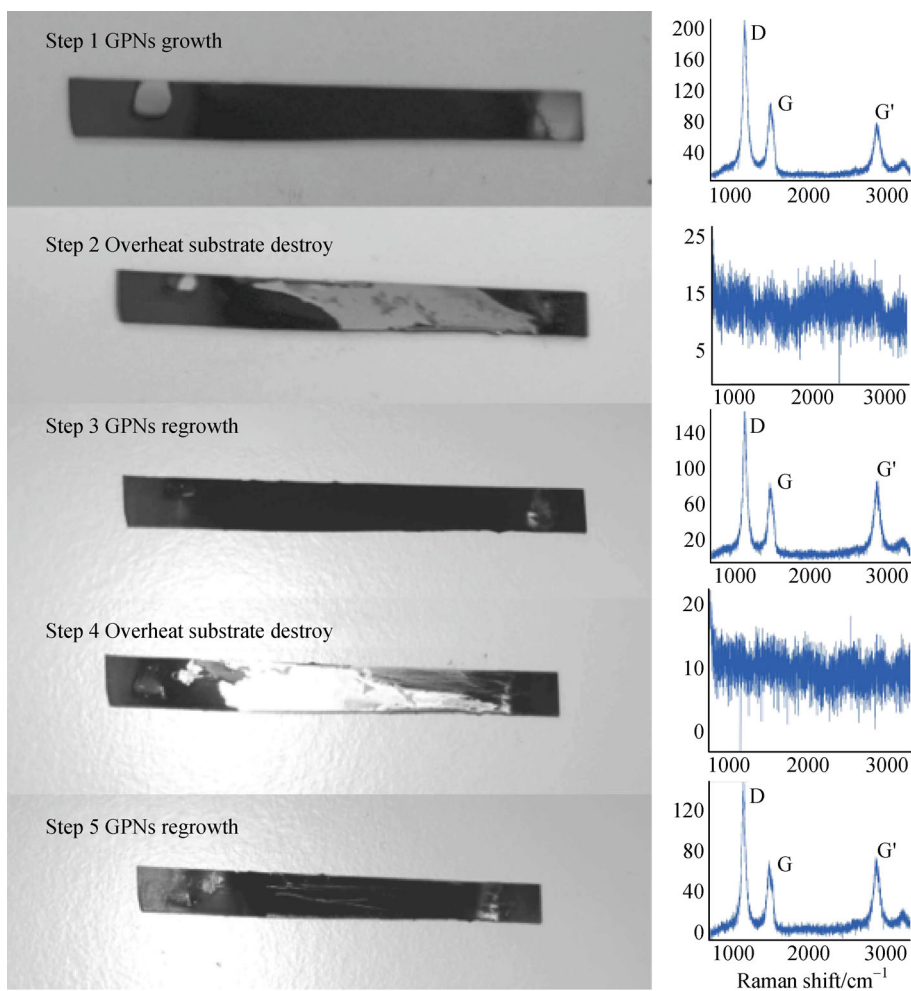 Step 1 GPNs growth
200
160
120
80
40
D
G
G'
1000 2000 3000
Step 2 Overheat substrate destroy
25
15
5
1000 2000 3000
Step 3 GPNs regrowth
140
100
60
20
D
G
G'
1000 2000 3000
Step 4 Overheat substrate destroy
20
10
0
1000 2000 3000
Step 5 GPNs regrowth
120
80
40
0
D
G
G'
1000 2000 3000
Raman shift/cm⁻¹